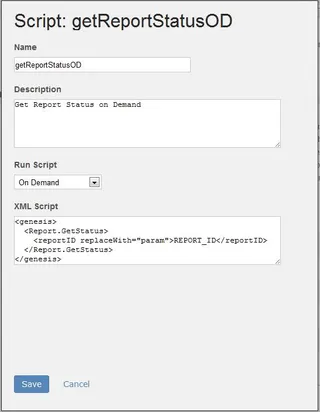 Script: getReportStatusOD
Name
getReportStatusOD
Description
Get Report Status on Demand
Run Script
On Demand
XML Script
<genesis>
  <Report.GetStatus>
    <reportID replaceWith="param">REPORT_ID</reportID>
  </Report.GetStatus>
</genesis>
Save Cancel